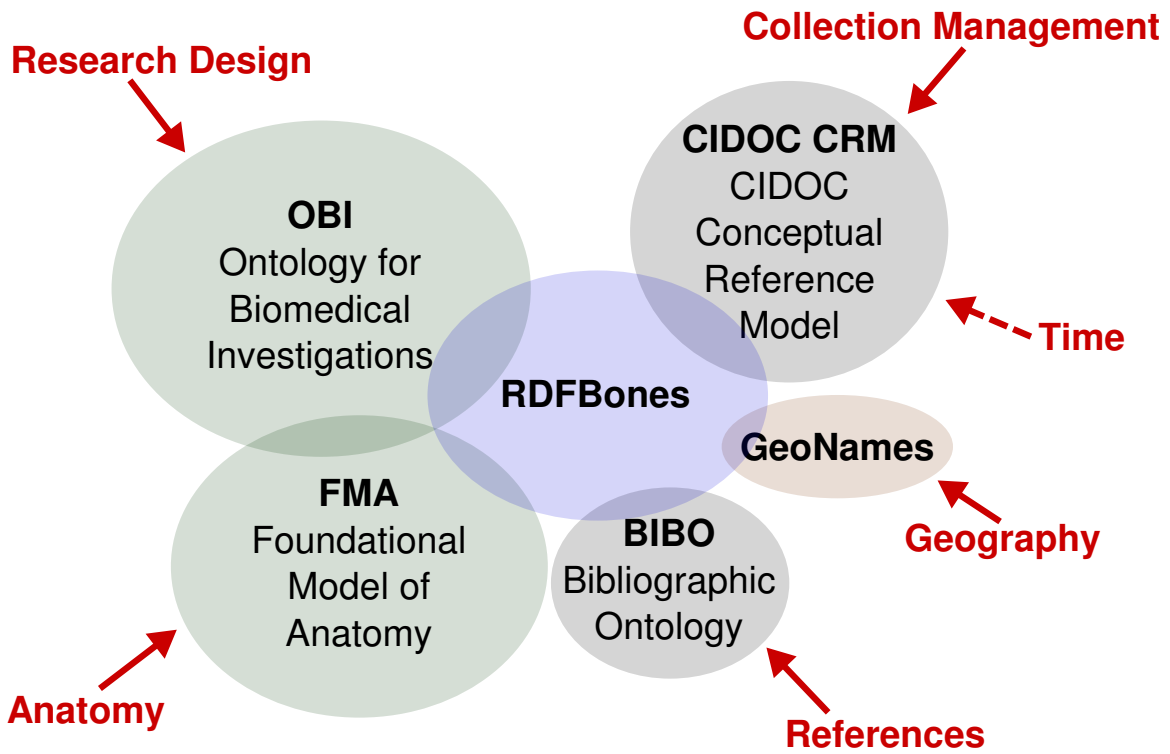 Collection Management
Research Design
CIDOC CRM
CIDOC
Conceptual
Reference
Model
OBI
Ontology for
Biomedical
Investigations
Time
RDFBones
GeoNames
FMA
Foundational
Model of
Anatomy
BIBO
Bibliographic
Ontology
Geography
Anatomy
References